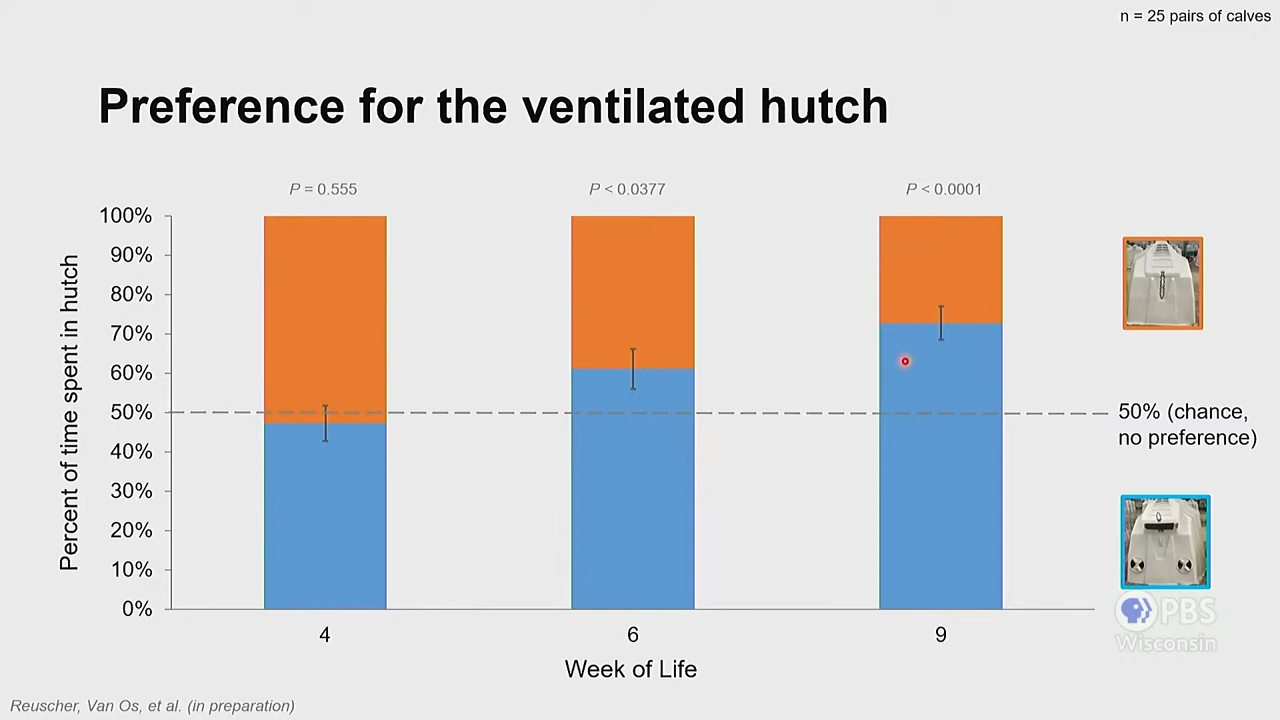 n = 25 pairs of calves
Preference for the ventilated hutch
P = 0.555
P < 0.0377
P < 0.0001
Percent of time spent in hutch
100%
90%
80%
70%
60%
50%
40%
30%
20%
10%
0%
50% (chance,
no preference)
4
6
9
Week of Life
PBS
Wisconsin
Reuscher, Van Os, et al. (in preparation)